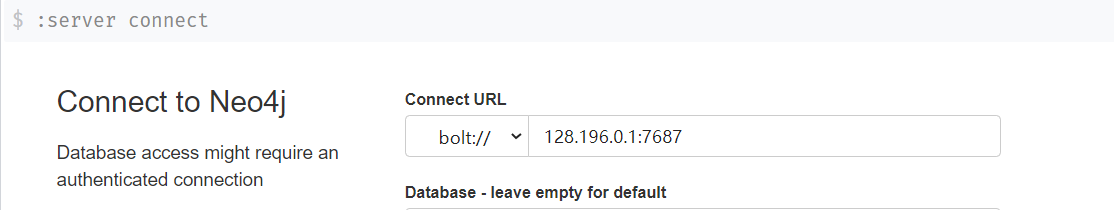 $ :server connect
Connect to Neo4j
Database access might require an
authenticated connection
Connect URL
bolt:// 128.196.0.1:7687
Database - leave empty for default